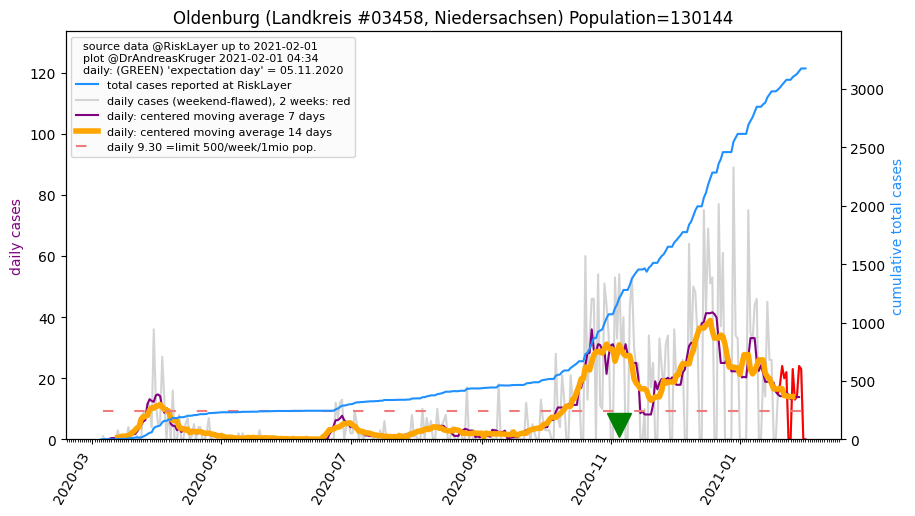 Oldenburg (Landkreis #03458, Niedersachsen) Population=130144
source data @RiskLayer up to 2021-02-01
plot @DrAndreasKruger 2021-02-01 04:34
daily: (GREEN) 'expectation day' = 05.11.2020
total cases reported at RiskLayer
daily cases (weekend-flawed), 2 weeks: red
daily: centered moving average 7 days
daily: centered moving average 14 days
daily 9.30 =limit 500/week/1mio pop.
daily cases
120
100
80
60
40
20
0
cumulative total cases
3000
2500
2000
1500
1000
500
0
2020-03
2020-05
2020-07
2020-09
2020-11
2021-01